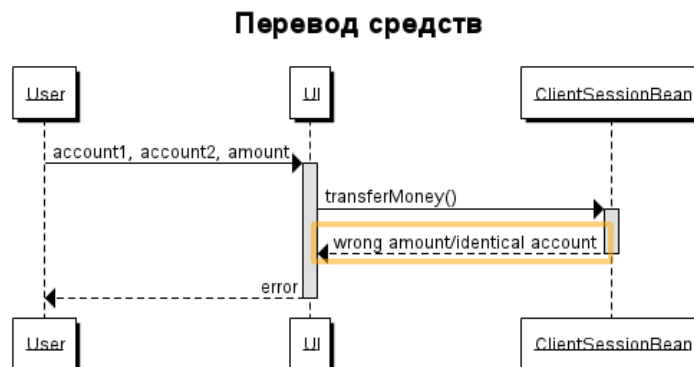 Перевод средств
User
UI
ClientSessionBean
account1, account2, amount
transferMoney()
wrong amount/identical account
error
User
UI
ClientSessionBean